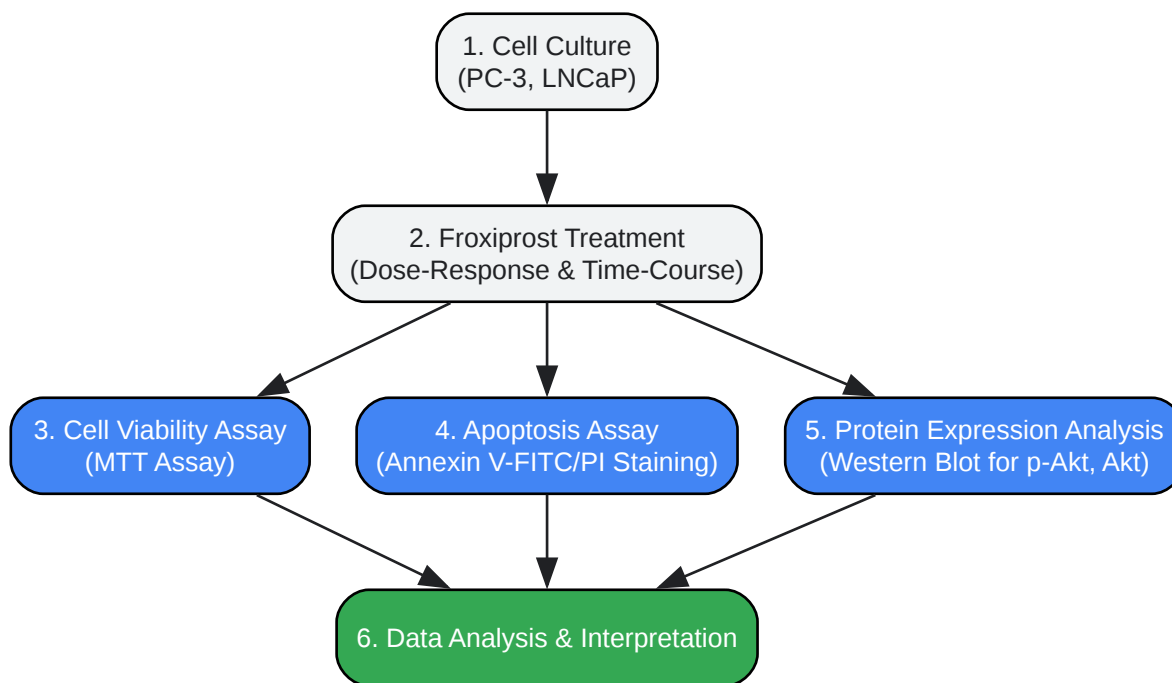 1. Cell Culture
(PC-3, LNCaP)
2. Froxiprost Treatment
(Dose-Response & Time-Course)
3. Cell Viability Assay
(MTT Assay)
4. Apoptosis Assay
(Annexin V-FITC/PI Staining)
5. Protein Expression Analysis
(Western Blot for p-Akt, Akt)
6. Data Analysis & Interpretation